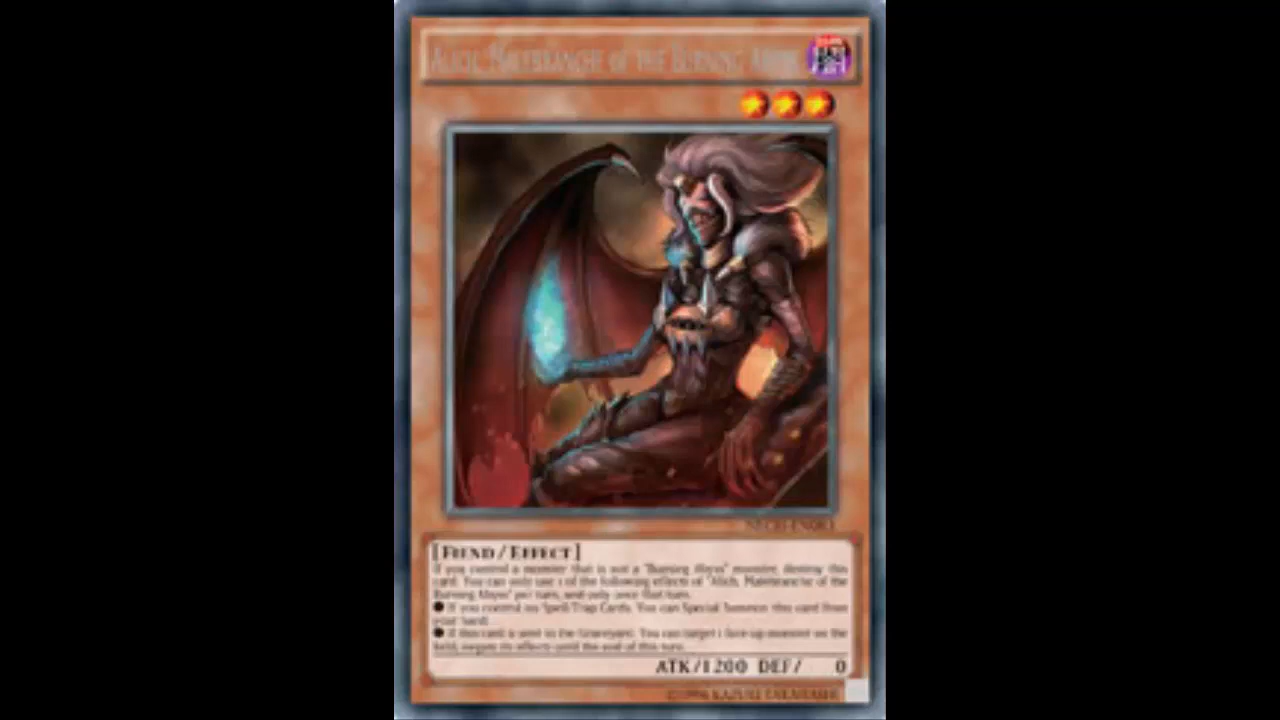 Alich, Malebranche of the Burning Abyss
NECH-EN083
[Fiend/Effect]
If you control a monster that is not a "Burning Abyss" monster, destroy this
card. You can only use 1 of the following effects of "Alich, Malebranche of the
Burning Abyss" per turn, and only once that turn.
● If you control no Spell/Trap Cards: You can Special Summon this card from
your hand.
● If this card is sent to the Graveyard: You can target 1 face-up monster on the
field; negate its effects until the end of this turn.
ATK/1200 DEF/ 0
©1996 KAZUKI TAKAHASHI